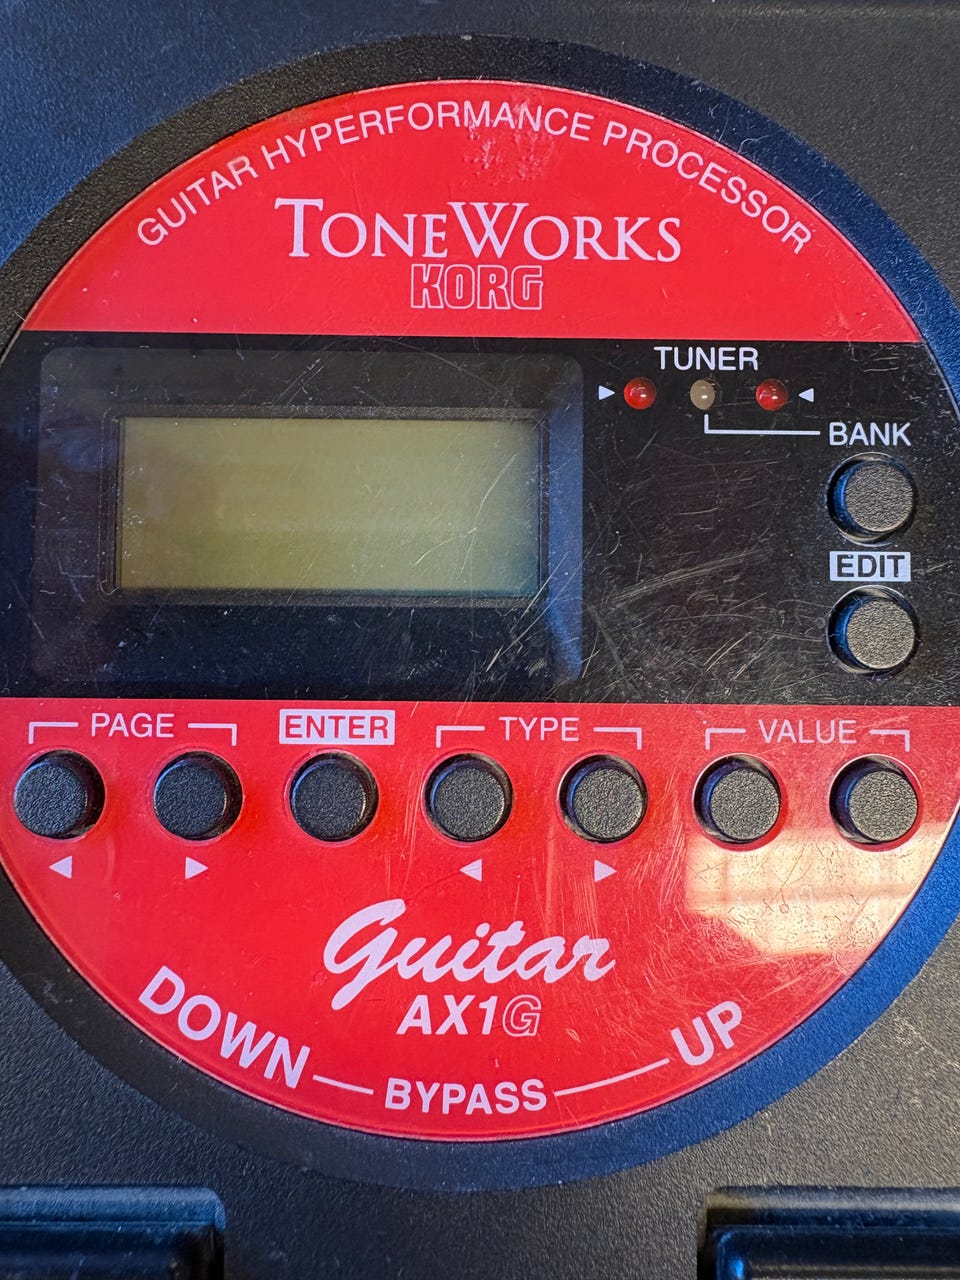 GUITAR HYPERFORMANCE PROCESSOR
TONEWORKS
KORG
TUNER
BANK
EDIT
PAGE ENTER TYPE VALUE
Guitar
AX1G
DOWN BYPASS UP